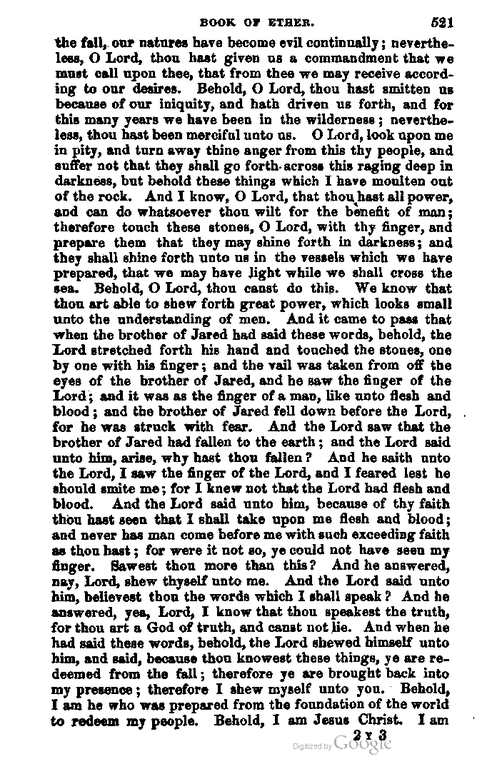 BOOK OF ETHER. 521
the fall, our natures have become evil continually; neverthe-
less, O Lord, thou hast given us a commandment that we
must call upon thee, that from thee we may receive accord-
ing to our desires. Behold, O Lord, thou hast smitten us
because of our iniquity, and hath driven us forth, and for
this many years we have been in the wilderness; neverthe-
less, thou hast been merciful unto us. O Lord, look upon me
in pity, and turn away thine anger from this thy people, and
suffer not that they shall go forth across this raging deep in
darkness, but behold these things which I have moulten out
of the rock. And I know, O Lord, that thou hast all power,
and can do whatsoever thou wilt for the benefit of man;
therefore touch these stones, O Lord, with thy finger, and
prepare them that they may shine forth in darkness; and
they shall shine forth unto us in the vessels which we have
prepared, that we may have light while we shall cross the
sea. Behold, O Lord, thou canst do this. We know that
thou art able to shew forth great power, which looks small
unto the understanding of men. And it came to pass that
when the brother of Jared had said these words, behold, the
Lord stretched forth his hand and touched the stones, one
by one with his finger; and the vail was taken from off the
eyes of the brother of Jared, and he saw the finger of the
Lord; and it was as the finger of a man, like unto flesh and
blood; and the brother of Jared fell down before the Lord,
for he was struck with fear. And the Lord saw that the
brother of Jared had fallen to the earth; and the Lord said
unto him, arise, why hast thou fallen? And he saith unto
the Lord, I saw the finger of the Lord, and I feared lest he
should smite me; for I knew not that the Lord had flesh and
blood. And the Lord said unto him, because of thy faith
thou hast seen that I shall take upon me flesh and blood;
and never has man come before me with such exceeding faith
as thou hast; for were it not so, ye could not have seen my
finger. Sawest thou more than this? And he answered,
nay, Lord, shew thyself unto me. And the Lord said unto
him, believest thou the words which I shall speak? And he
answered, yea, Lord, I know that thou speakest the truth,
for thou art a God of truth, and canst not lie. And when he
had said these words, behold, the Lord shewed himself unto
him, and said, because thou knowest these things, ye are re-
deemed from the fall; therefore ye are brought back into
my presence; therefore I shew myself unto you. Behold,
I am he who was prepared from the foundation of the world
to redeem my people. Behold, I am Jesus Christ. I am
2 Y 3
Digitized by Google